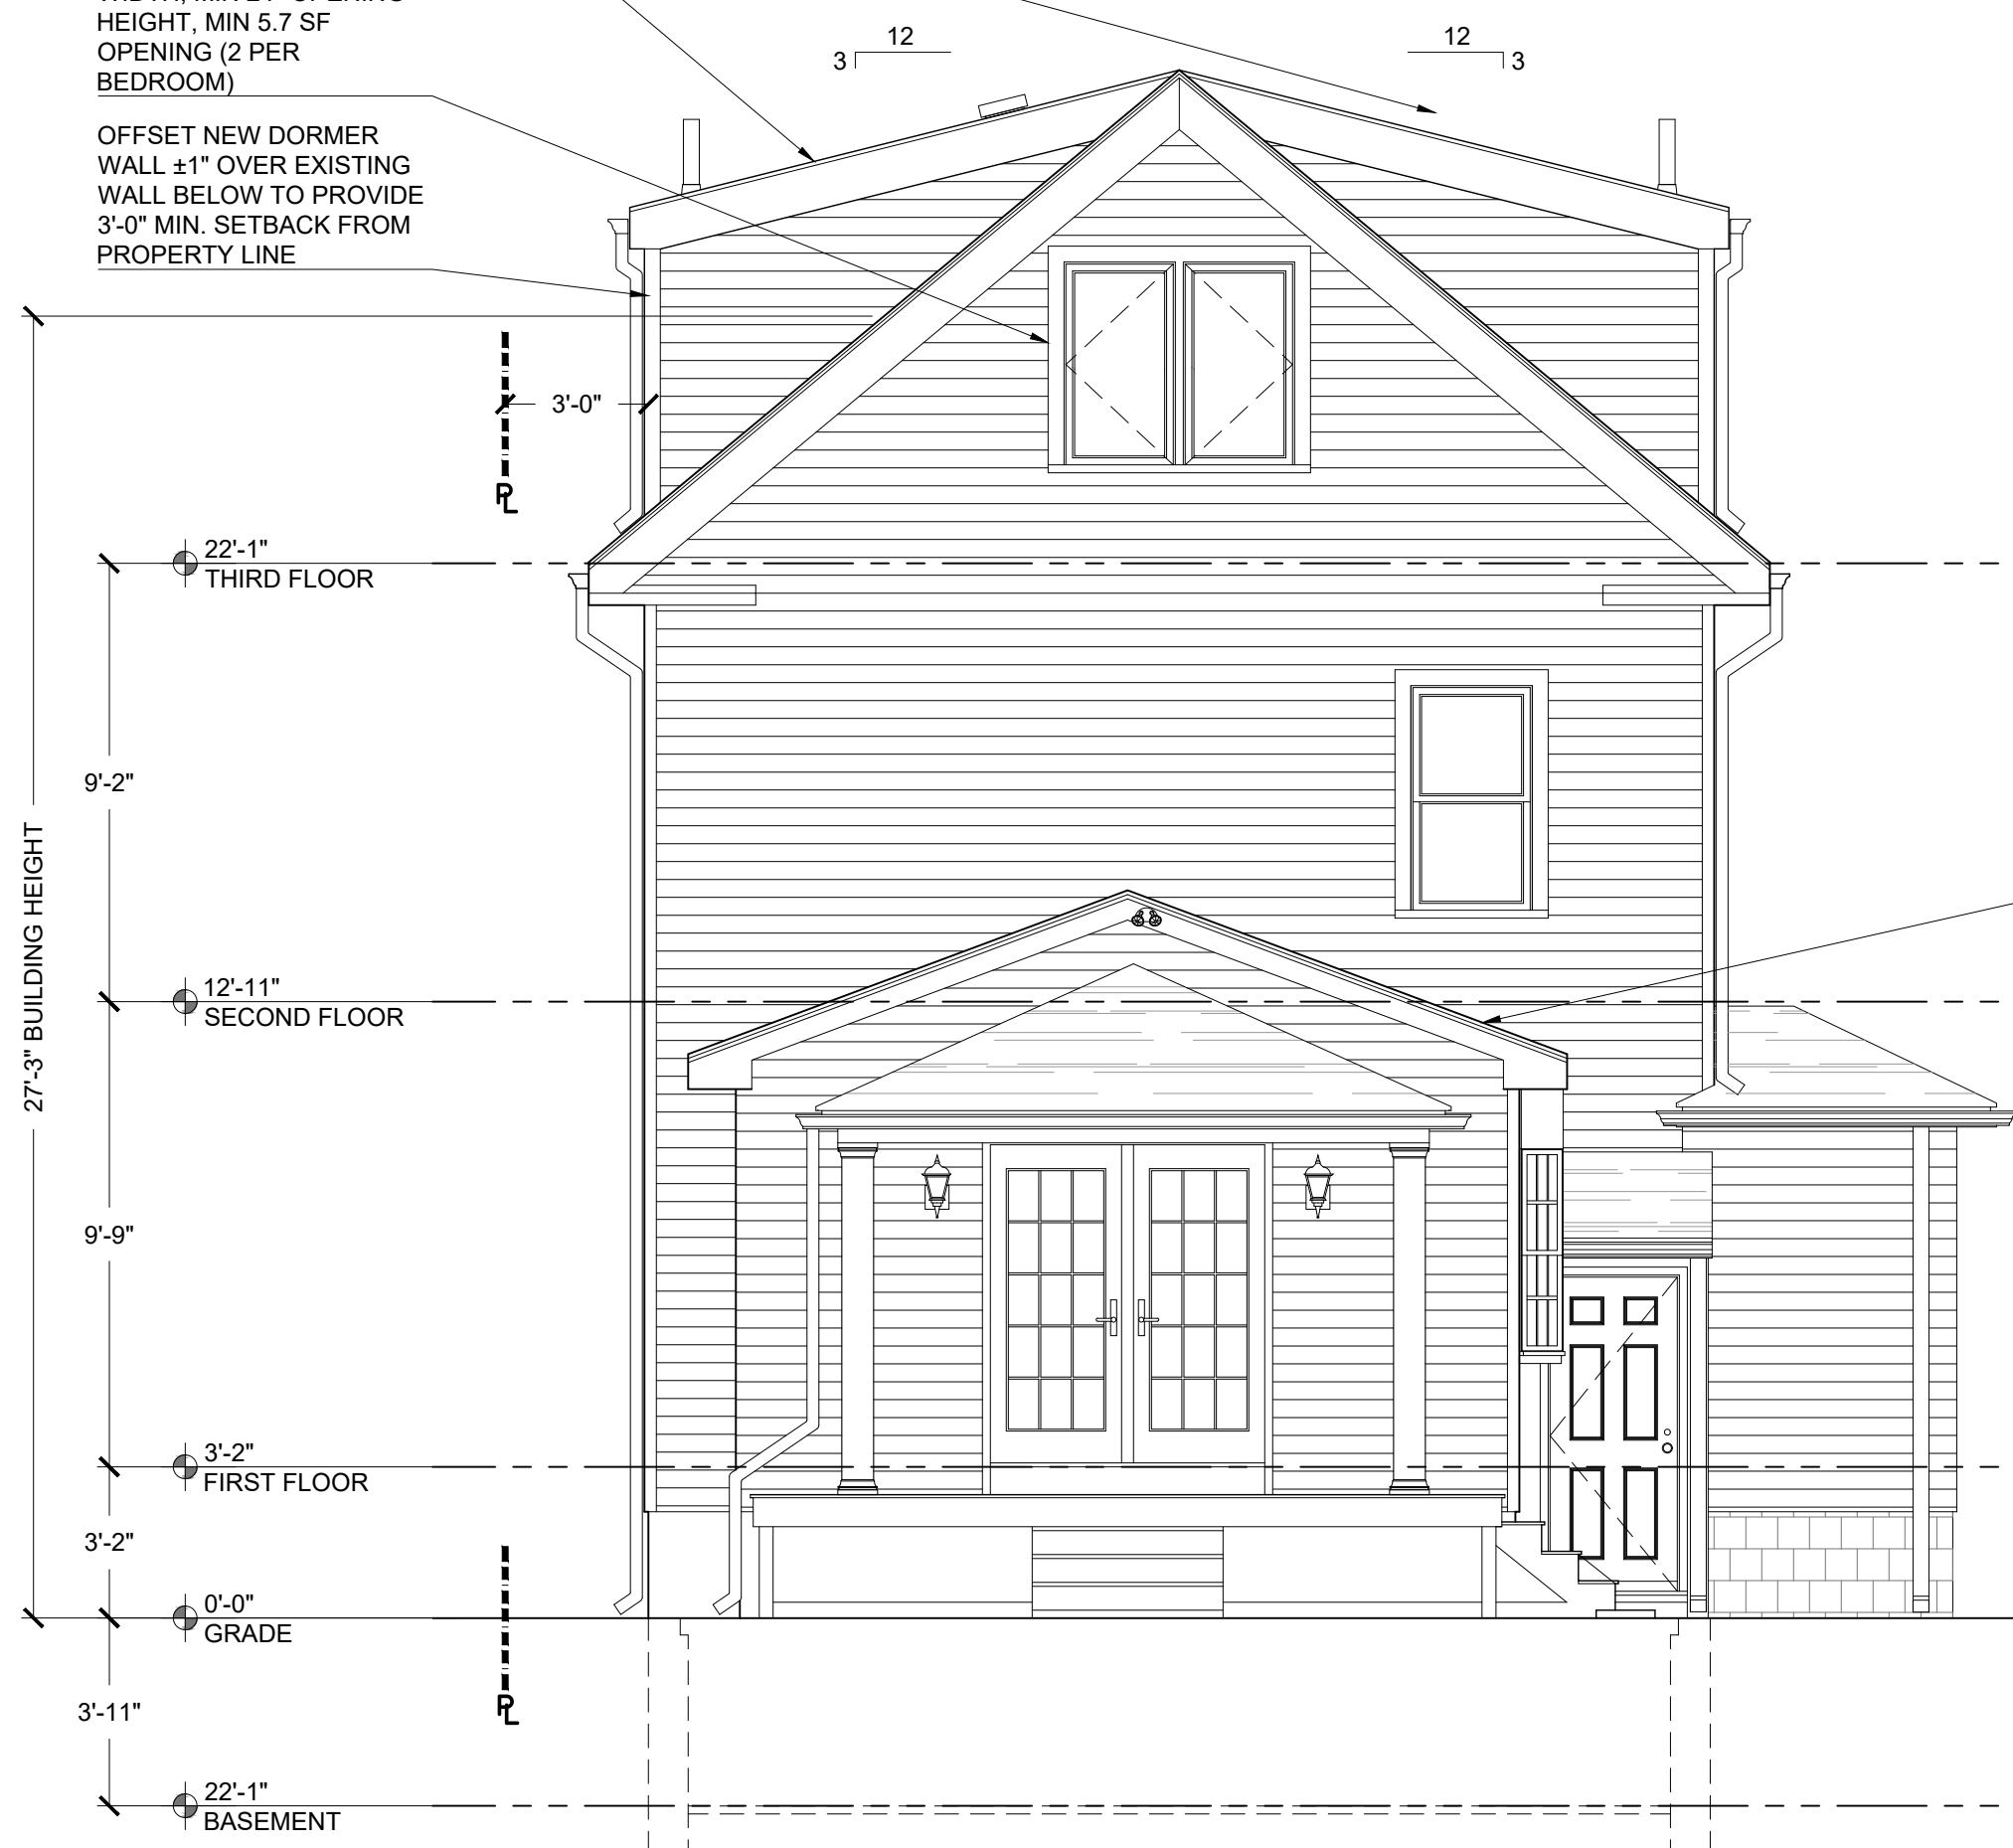 HEIGHT, MIN 5.7 SF
OPENING (2 PER
BEDROOM)
OFFSET NEW DORMER
WALL ±1" OVER EXISTING
WALL BELOW TO PROVIDE
3'-0" MIN. SETBACK FROM
PROPERTY LINE
12
3
12
3
3'-0"
PL
22'-1"
THIRD FLOOR
9'-2"
27'-3" BUILDING HEIGHT
12'-11"
SECOND FLOOR
9'-9"
3'-2"
FIRST FLOOR
3'-2"
0'-0"
GRADE
3'-11"
PL
22'-1"
BASEMENT